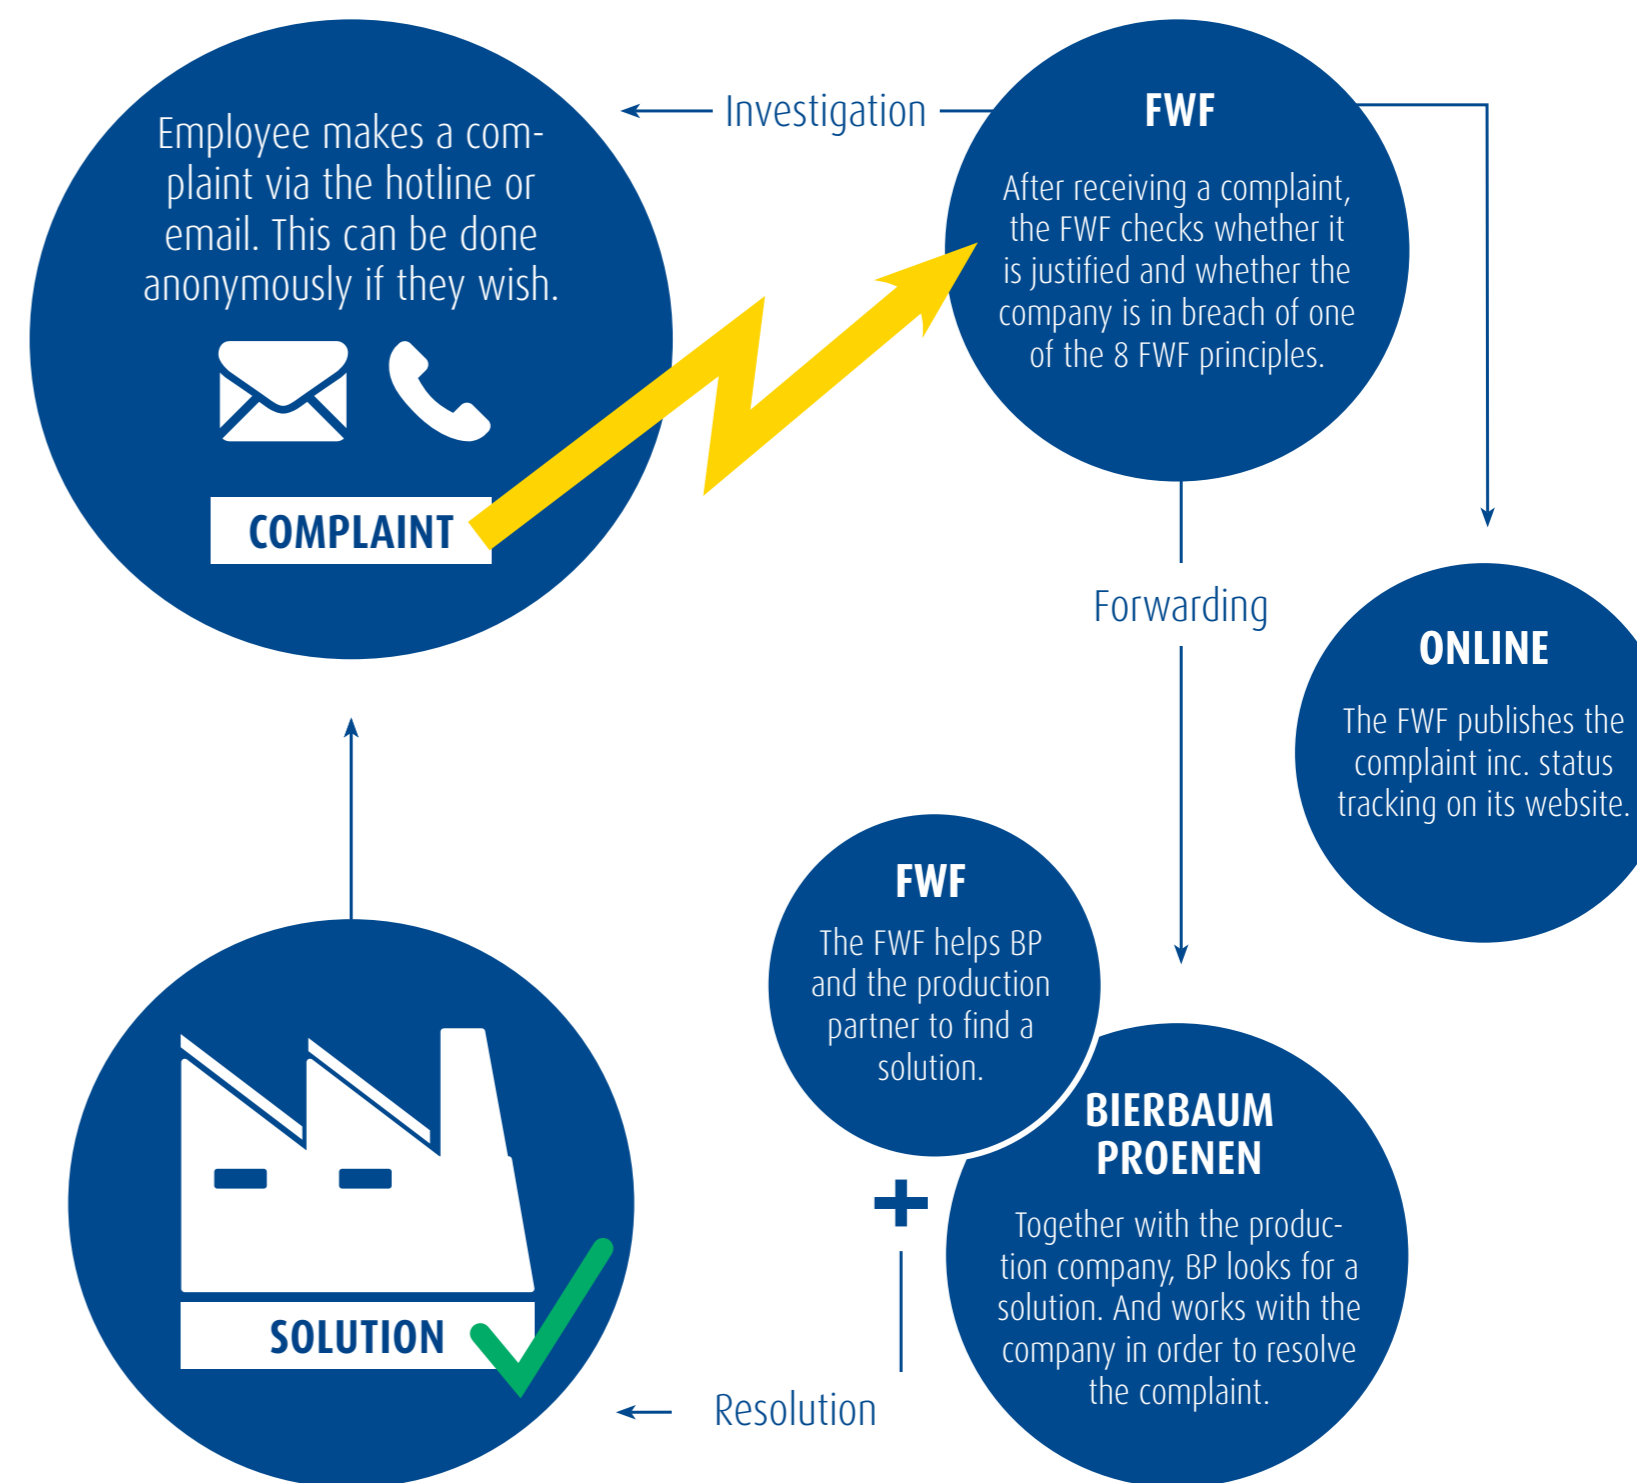 Employee makes a com-
plaint via the hotline or
email. This can be done
anonymously if they wish.
COMPLAINT
Investigation
FWF
After receiving a complaint,
the FWF checks whether it
is justified and whether the
company is in breach of one
of the 8 FWF principles.
Forwarding
ONLINE
The FWF publishes the
complaint inc. status
tracking on its website.
FWF
The FWF helps BP
and the production
partner to find a
solution.
BIERBAUM
PROENEN
Together with the produc-
tion company, BP looks for a
solution. And works with the
company in order to resolve
the complaint.
+
Resolution
SOLUTION